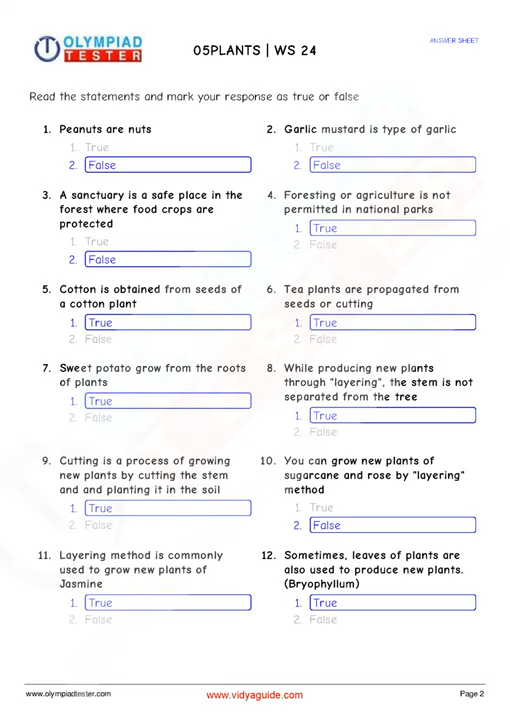 OLYMPIAD
TESTER
05PLANTS | WS 24
ANSWER SHEET
Read the statements and mark your response as true or false
1. Peanuts are nuts
1. True
2. False
2. Garlic mustard is type of garlic
1. True
2. False
3. A sanctuary is a safe place in the
forest where food crops are
protected
1. True
2. False
4. Foresting or agriculture is not
permitted in national parks
1. True
2. False
5. Cotton is obtained from seeds of
a cotton plant
1. True
2. False
6. Tea plants are propagated from
seeds or cutting
1. True
2. False
7. Sweet potato grow from the roots
of plants
1. True
2. False
8. While producing new plants
through "layering", the stem is not
separated from the tree
1. True
2. False
9. Cutting is a process of growing
new plants by cutting the stem
and and planting it in the soil
1. True
2. False
10. You can grow new plants of
sugarcane and rose by "layering"
method
1. True
2. False
11. Layering method is commonly
used to grow new plants of
Jasmine
1. True
2. False
12. Sometimes, leaves of plants are
also used to produce new plants.
(Bryophyllum)
1. True
2. False
www.olympiadtester.com
www.vidyaguide.com
Page 2